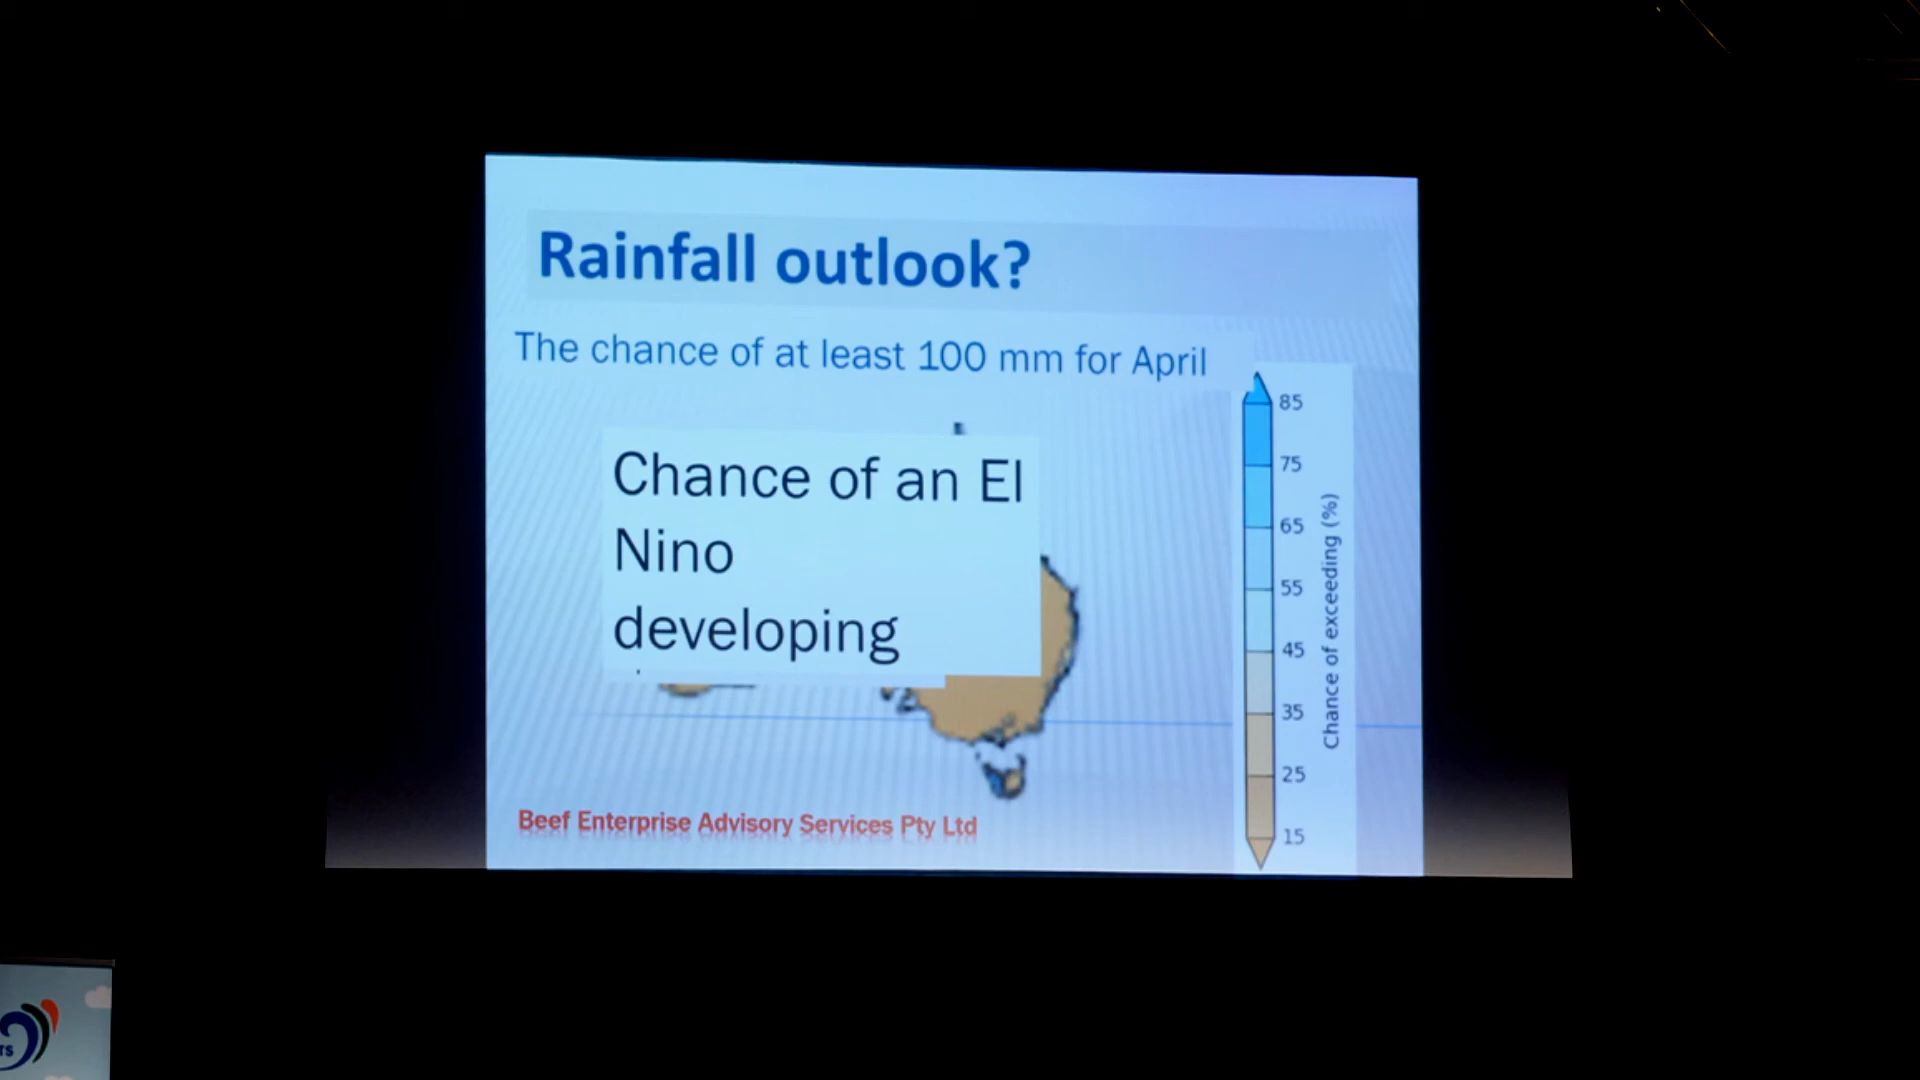 Rainfall outlook?
The chance of at least 100 mm for April
Chance of an El
Nino
developing
85
75
65
55
45
35
25
15
Chance of exceeding (%)
Beef Enterprise Advisory Services Pty Ltd
TS